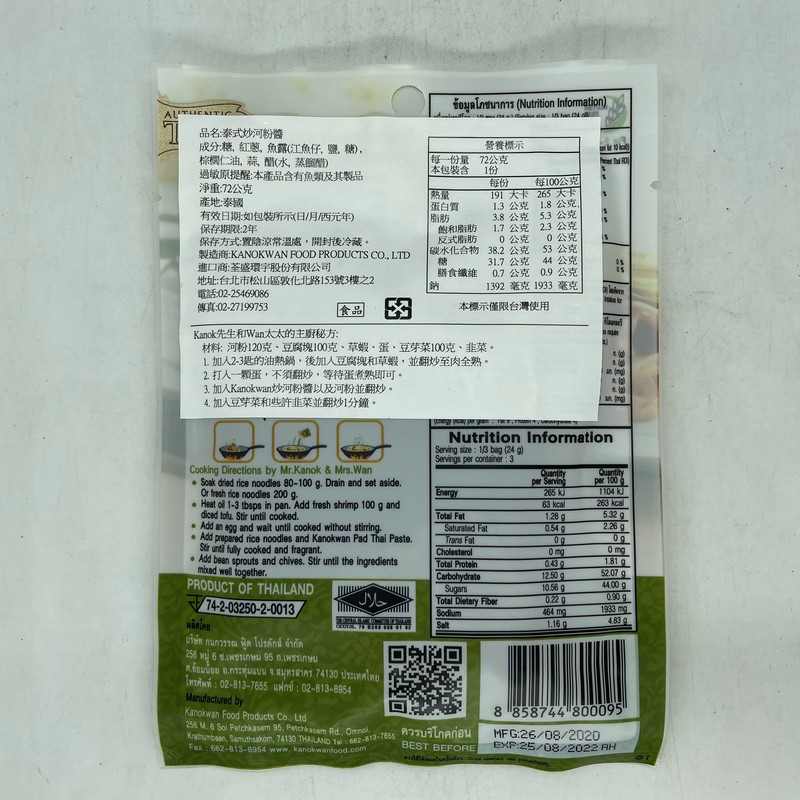 AUTHENTIC
品名:泰式炒河粉醬
成分:糖, 紅蔥, 魚露(江魚仔, 鹽, 糖),
棕櫚仁油, 蒜, 醋(水, 蒸餾醋)
過敏原提醒:本產品含有魚類及其製品
淨重:72公克
產地:泰國
有效日期:如包裝所示(日/月/西元年)
保存期限:2年
保存方式:置陰涼常溫處，開封後冷藏。
製造商:KANOKWAN FOOD PRODUCTS CO., LTD
進口商:荃盛環宇股份有限公司
地址:台北市松山區敦化北路153號3樓之2
電話:02-25469086
傳真:02-27199753
食品
營養標示
每一份量 72公克
本包裝含 1份
每份 每100公克
熱量 191 大卡 265 大卡
蛋白質 1.3 公克 1.8 公克
脂肪 3.8 公克 5.3 公克
飽和脂肪 1.7 公克 2.3 公克
反式脂肪 0 公克 0 公克
碳水化合物 38.2 公克 53 公克
糖 31.7 公克 44 公克
膳食纖維 0.7 公克 0.9 公克
鈉 1392 毫克 1933 毫克
本標示僅限台灣使用
Kanok先生和Wan太太的主廚秘方:
材料: 河粉120克、豆腐塊100克、草蝦、蛋、豆芽菜100克、韭菜。
1. 加入2-3匙的油熱鍋，後加入豆腐塊和草蝦，並翻炒至肉全熟。
2. 打入一顆蛋，不須翻炒，等待蛋煮熟即可。
3. 加入Kanokwan炒河粉醬以及河粉並翻炒。
4. 加入豆芽菜和些許韭菜並翻炒1分鐘。
ข้อมูลโภชนาการ (Nutrition Information)
Cooking Directions by Mr.Kanok & Mrs.Wan
• Soak dried rice noodles 80-100 g. Drain and set aside.
Or fresh rice noodles 200 g.
• Heat oil 1-3 tbsps in pan. Add fresh shrimp 100 g and
diced tofu. Stir until cooked.
• Add an egg and wait until cooked without stirring.
• Add prepared rice noodles and Kanokwan Pad Thai Paste.
Stir until fully cooked and fragrant.
• Add bean sprouts and chives. Stir until the ingredients
mixed well together.
Nutrition Information
Serving size : 1/3 bag (24 g)
Servings per container : 3
Quantity per Serving Quantity per 100 g
Energy 265 kJ 1104 kJ
63 kcal 263 kcal
Total Fat 1.28 g 5.32 g
Saturated Fat 0.54 g 2.26 g
Trans Fat 0 g 0 g
Cholesterol 0 mg 0 mg
Total Protein 0.43 g 1.81 g
Carbohydrate 12.50 g 52.07 g
Sugars 10.56 g 44.00 g
Total Dietary Fiber 0.22 g 0.90 g
Sodium 464 mg 1933 mg
Salt 1.16 g 4.83 g
PRODUCT OF THAILAND
74-2-03250-2-0013
حلال
THE CENTRAL ISLAMIC COMMITTEE OF THAILAND
ผลิตโดย
บริษัท กนกวรรณ ฟู๊ด โปรดักส์ จำกัด
256 หมู่ 6 ซ.เพชรเกษม 95 ถ.เพชรเกษม
ต.อ้อมน้อย อ.กระทุ่มแบน จ.สมุทรสาคร 74130 ประเทศไทย
โทรศัพท์ : 02-813-7655 แฟกซ์ : 02-813-8954
Manufactured by
Kanokwan Food Products Co., Ltd
256 M. 6 Soi Petchkasem 95, Petchkasem Rd., Omnoi,
Krathumbaen, Samuthsakorn, 74130 THAILAND Tel : 662-813-7655
Fax : 662-813-8954 www.kanokwanfood.com
8 858744 800095
ควรบริโภคก่อน
BEST BEFORE
MFG:26/08/2020
EXP:25/08/2022 AH